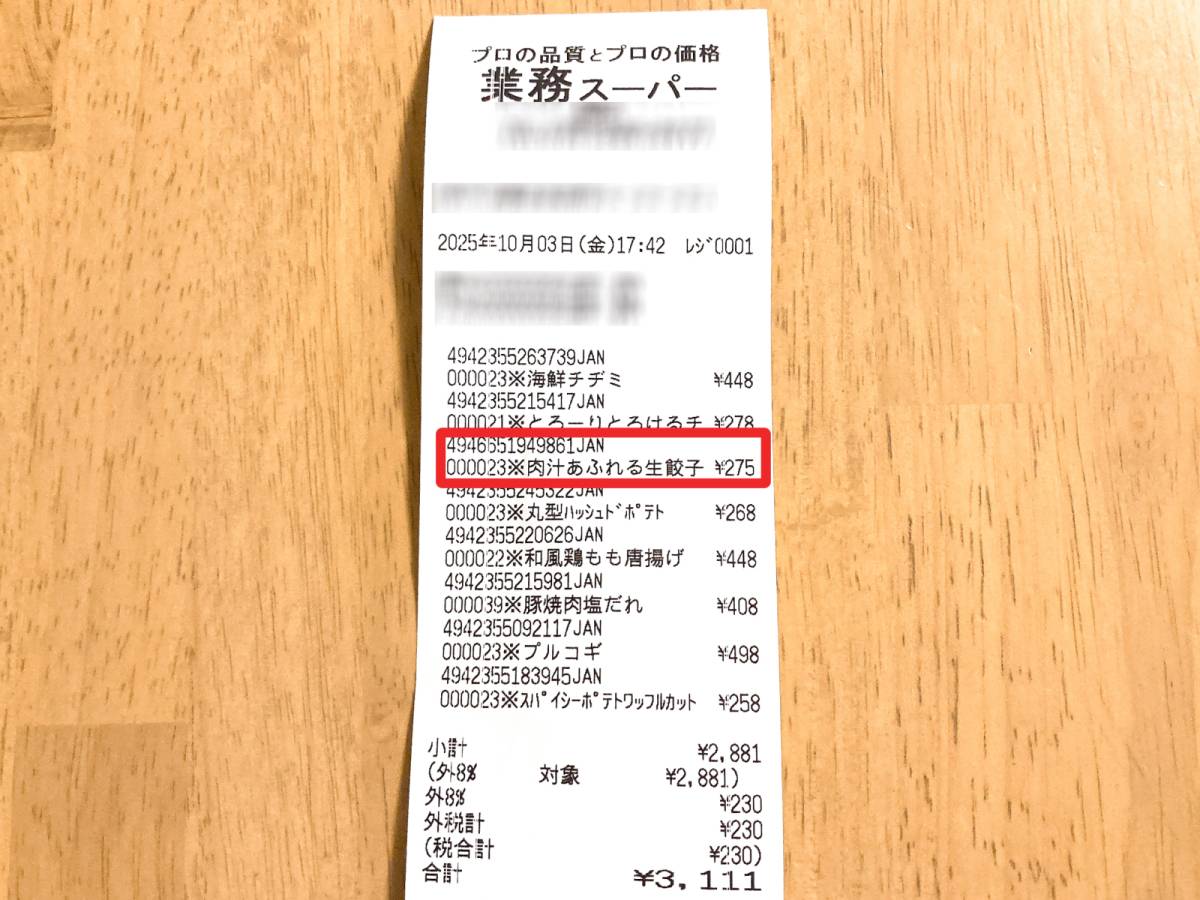 プロの品質とプロの価格
業務スーパー
2025年10月03日(金)17:42 ﾚｼﾞ0001
4942355263739JAN
000023※海鮮チヂミ ¥448
4942355215417JAN
000021※とろーりとろけるチ ¥278
4946651949861JAN
000023※肉汁あふれる生餃子 ¥275
4942355245322JAN
000023※丸型ﾊｯｼｭﾄﾞﾎﾟﾃﾄ ¥268
4942355220626JAN
000022※和風鶏もも唐揚げ ¥448
4942355215981JAN
000039※豚焼肉塩だれ ¥408
4942355092117JAN
000023※プルコギ ¥498
4942355183945JAN
000023※ｽﾊﾟｲｼｰﾎﾟﾃﾄﾜｯﾌﾙｶｯﾄ ¥258
小計 ¥2,881
(外8% 対象 ¥2,881)
外8% ¥230
外税計 ¥230
(税合計 ¥230)
合計 ¥3,111